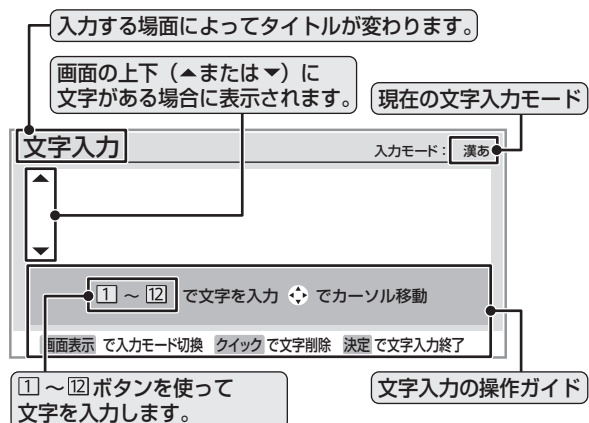 入力する場面によってタイトルが変わります。
画面の上下（▲または▼）に
文字がある場合に表示されます。
現在の文字入力モード
文字入力
入力モード： 漢あ
▲
▼
1 ～ 12 で文字を入力 でカーソル移動
画面表示 で入力モード切換 クイック で文字削除 決定 で文字入力終了
1 ～ 12 ボタンを使って
文字を入力します。
文字入力の操作ガイド